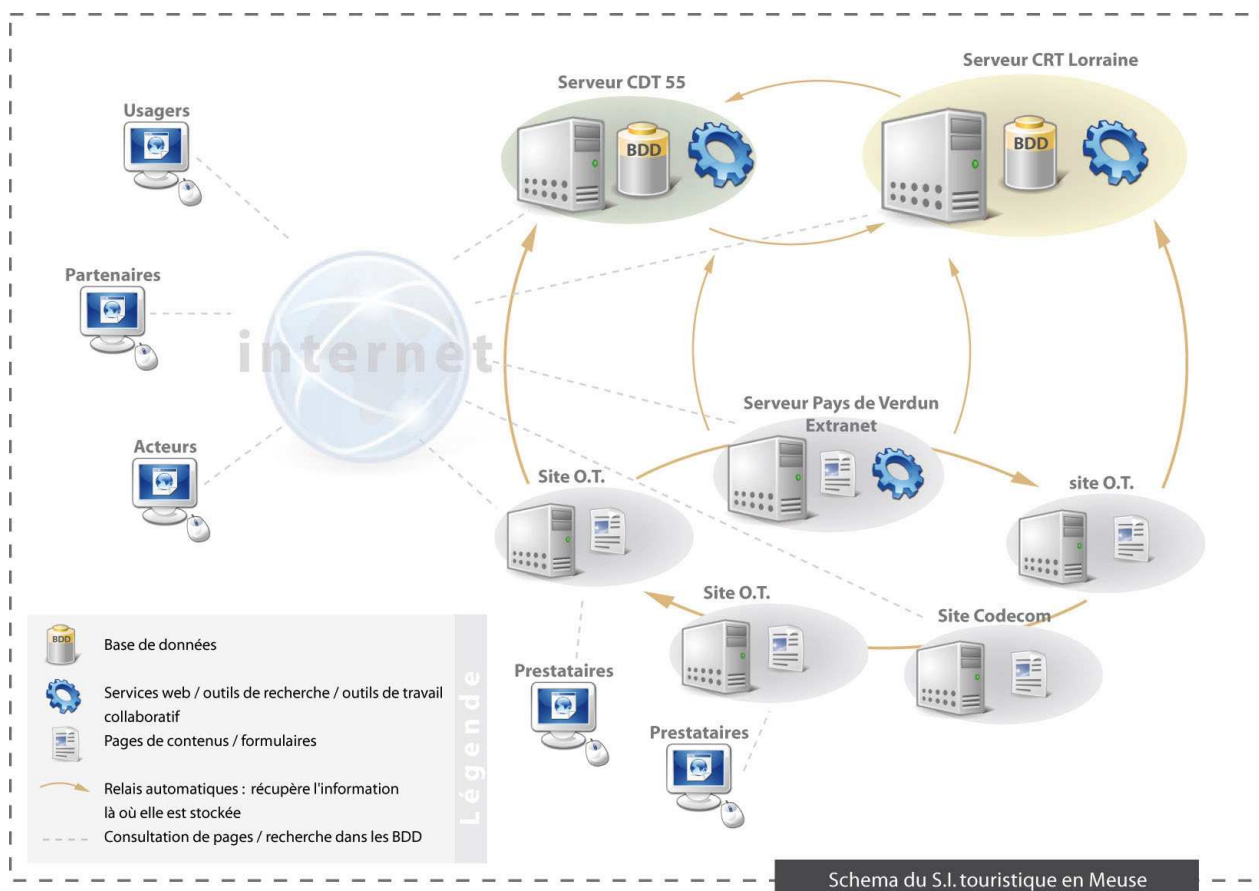 Serveur CRT Lorraine
Serveur CDT 55
Usagers
BDD
BDD
Partenaires
internet
Serveur Pays de Verdun
Extranet
Acteurs
Site O.T.
site O.T.
Site O.T.
Site Codecom
Prestataires
Prestataires
Légende
BDD
Base de données
Services web / outils de recherche / outils de travail
collaboratif
Pages de contenus / formulaires
Relais automatiques : récupère l'information
là où elle est stockée
Consultation de pages / recherche dans les BDD
Schema du S.I. touristique en Meuse